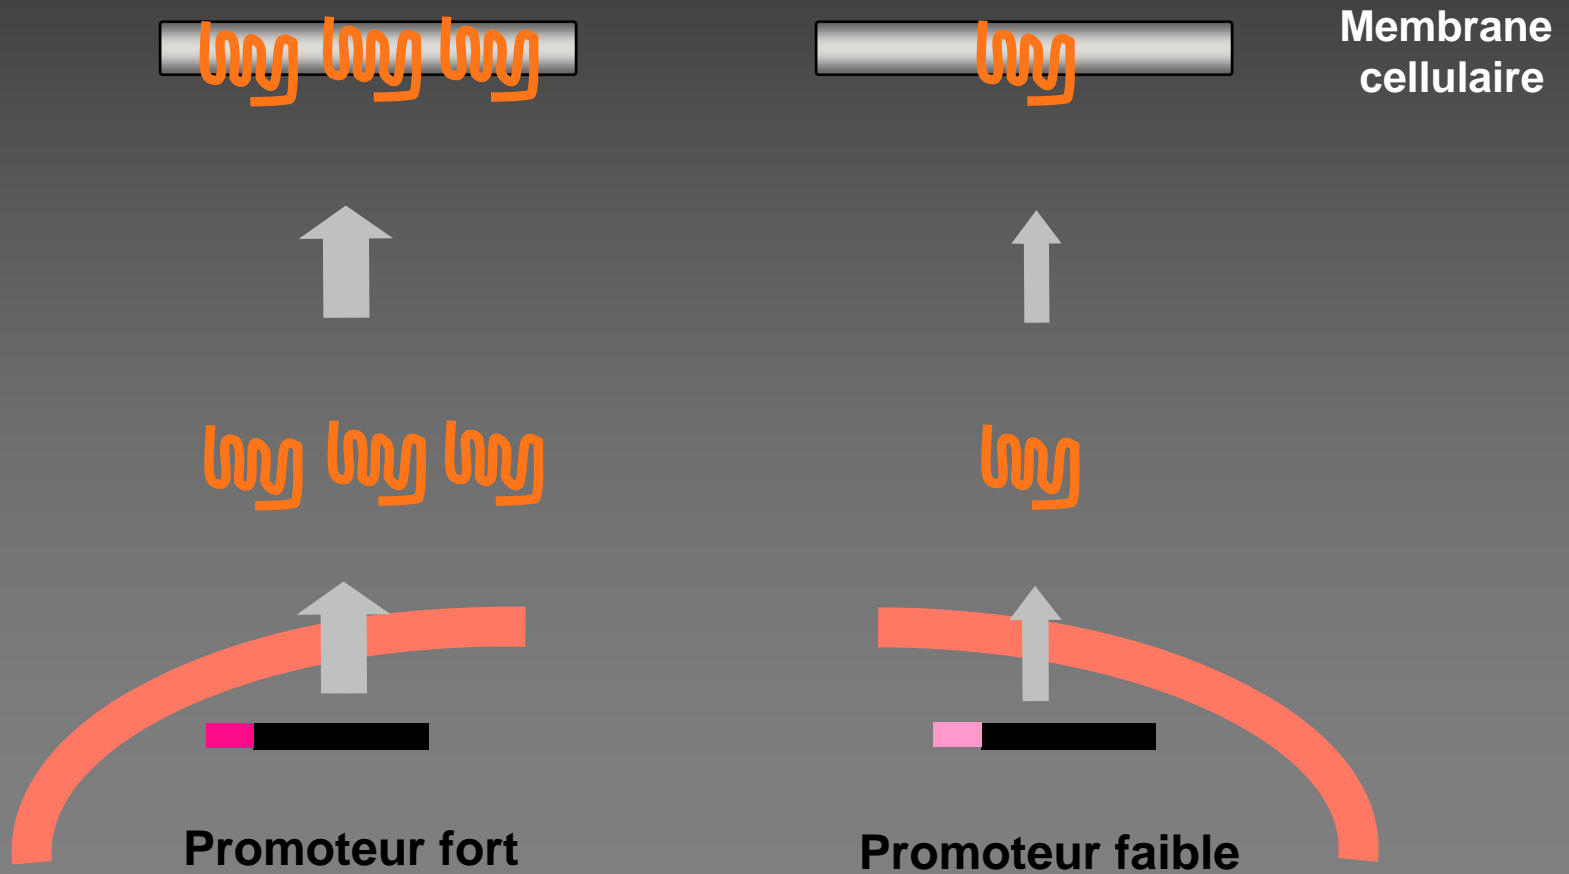 Membrane
cellulaire
Promoteur fort
Promoteur faible